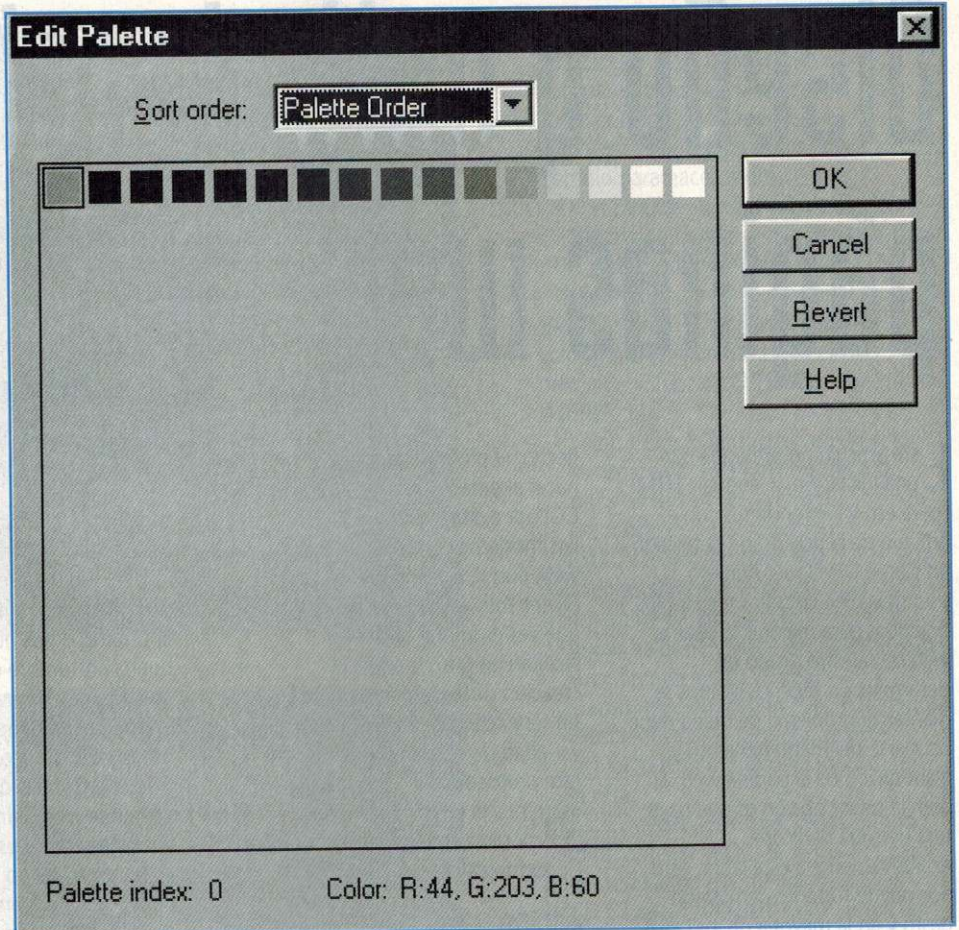 Edit Palette
Sort order: Palette Order
OK
Cancel
Revert
Help
Palette index: 0 Color: R:44, G:203, B:60